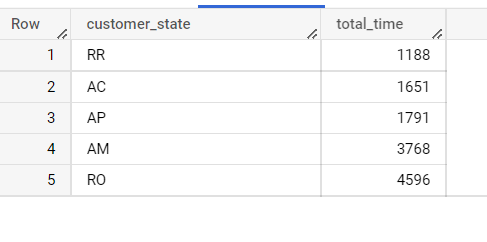 Row customer_state total_time
1 RR 1188
2 AC 1651
3 AP 1791
4 AM 3768
5 RO 4596